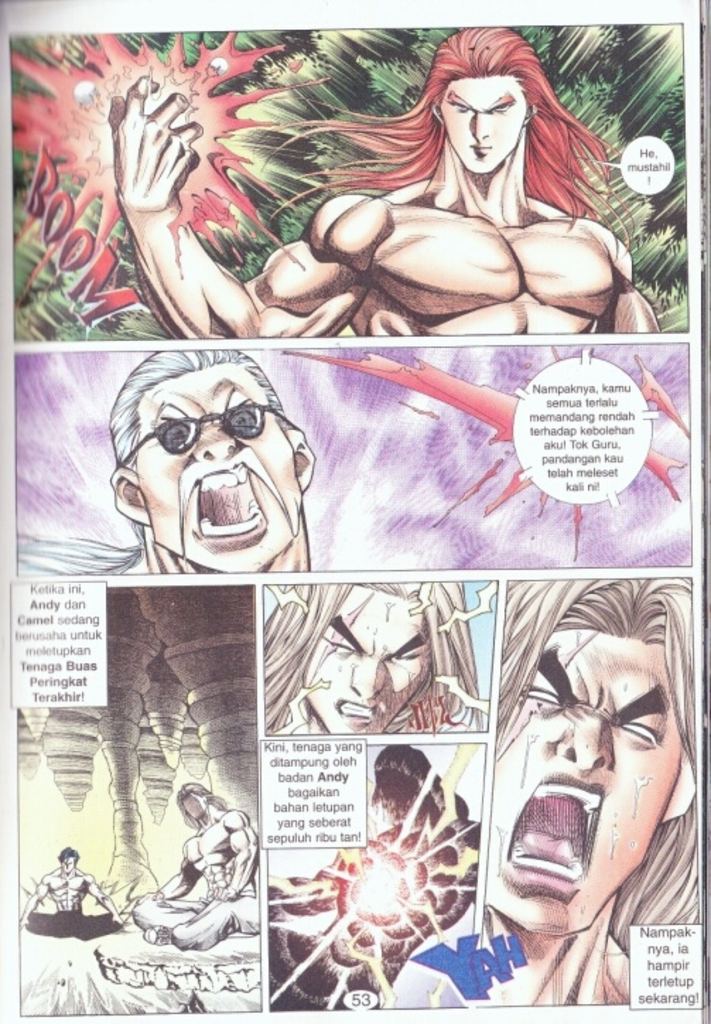 BOOM
He,
mustahil
!
Nampaknya, kamu
semua terlalu
memandang rendah
terhadap kebolehan
aku! Tok Guru,
pandangan kau
telah meleset
kali ni!
Ketika ini,
Andy dan
Camel sedang
berusaha untuk
meletupkan
Tenaga Buas
Peringkat
Terakhir!
Kini, tenaga yang
ditampung oleh
badan Andy
bagaikan
bahan letupan
yang seberat
sepuluh ribu tan!
YAH
Nampak-
nya, ia
hampir
terletup
sekarang!
53